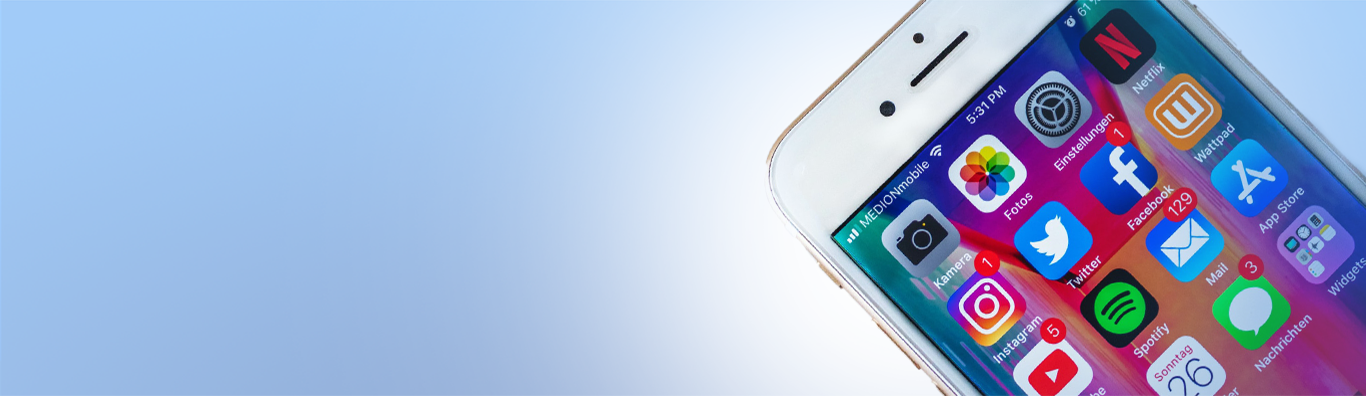 MEDIONmobile 5:31 PM 61%
Kamera
Fotos
Einstellungen
Netflix
1
Instagram
Twitter
1
Facebook
Wattpad
5
Spotify
129
Mail
App Store
Sonntag
26
3
Nachrichten
Widgets